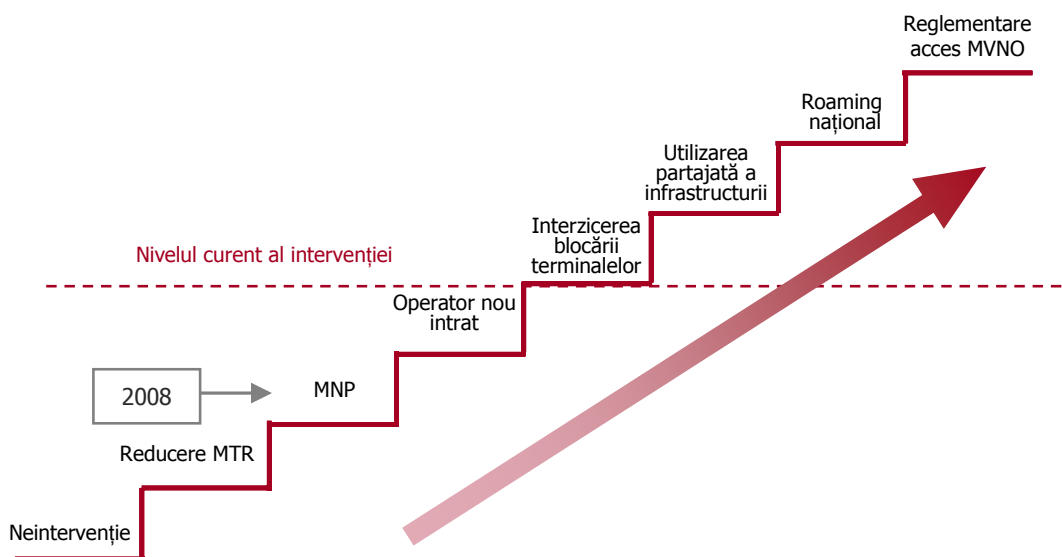 Reglementare
acces MVNO
Roaming
național
Utilizarea
partajată a
infrastructurii
Interzicerea
blocării
terminalelor
Nivelul curent al intervenției
Operator nou
intrat
2008
MNP
Reducere MTR
Neintervenție